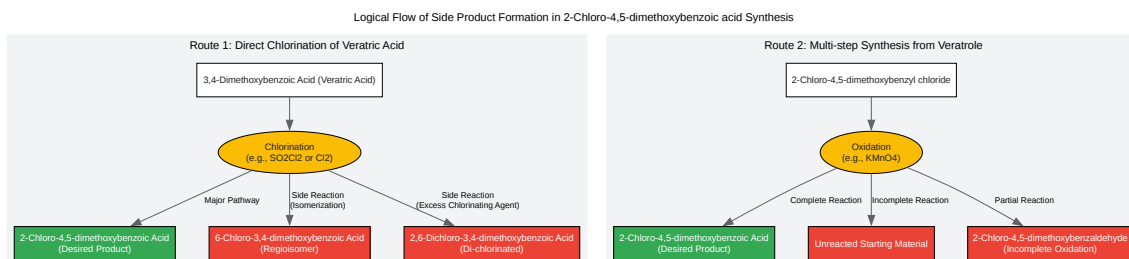 Logical Flow of Side Product Formation in 2-Chloro-4,5-dimethoxybenzoic acid Synthesis
Route 1: Direct Chlorination of Veratric Acid
3,4-Dimethoxybenzoic Acid (Veratric Acid)
Chlorination
(e.g., SO2Cl2 or Cl2)
Major Pathway
Side Reaction
(Isomerization)
Side Reaction
(Excess Chlorinating Agent)
2-Chloro-4,5-dimethoxybenzoic Acid
(Desired Product)
6-Chloro-3,4-dimethoxybenzoic Acid
(Regioisomer)
2,6-Dichloro-3,4-dimethoxybenzoic Acid
(Di-chlorinated)
Route 2: Multi-step Synthesis from Veratrole
2-Chloro-4,5-dimethoxybenzyl chloride
Oxidation
(e.g., KMnO4)
Complete Reaction
Incomplete Reaction
Partial Reaction
2-Chloro-4,5-dimethoxybenzoic Acid
(Desired Product)
Unreacted Starting Material
2-Chloro-4,5-dimethoxybenzaldehyde
(Incomplete Oxidation)